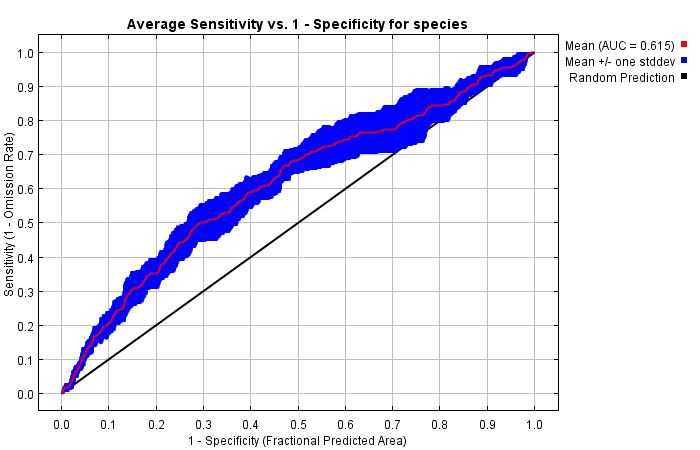 Average Sensitivity vs. 1 - Specificity for species
Mean (AUC = 0.615)
Mean +/- one stddev
Random Prediction
Sensitivity (1 - Omission Rate)
1.0
0.9
0.8
0.7
0.6
0.5
0.4
0.3
0.2
0.1
0.0
0.0 0.1 0.2 0.3 0.4 0.5 0.6 0.7 0.8 0.9 1.0
1 - Specificity (Fractional Predicted Area)